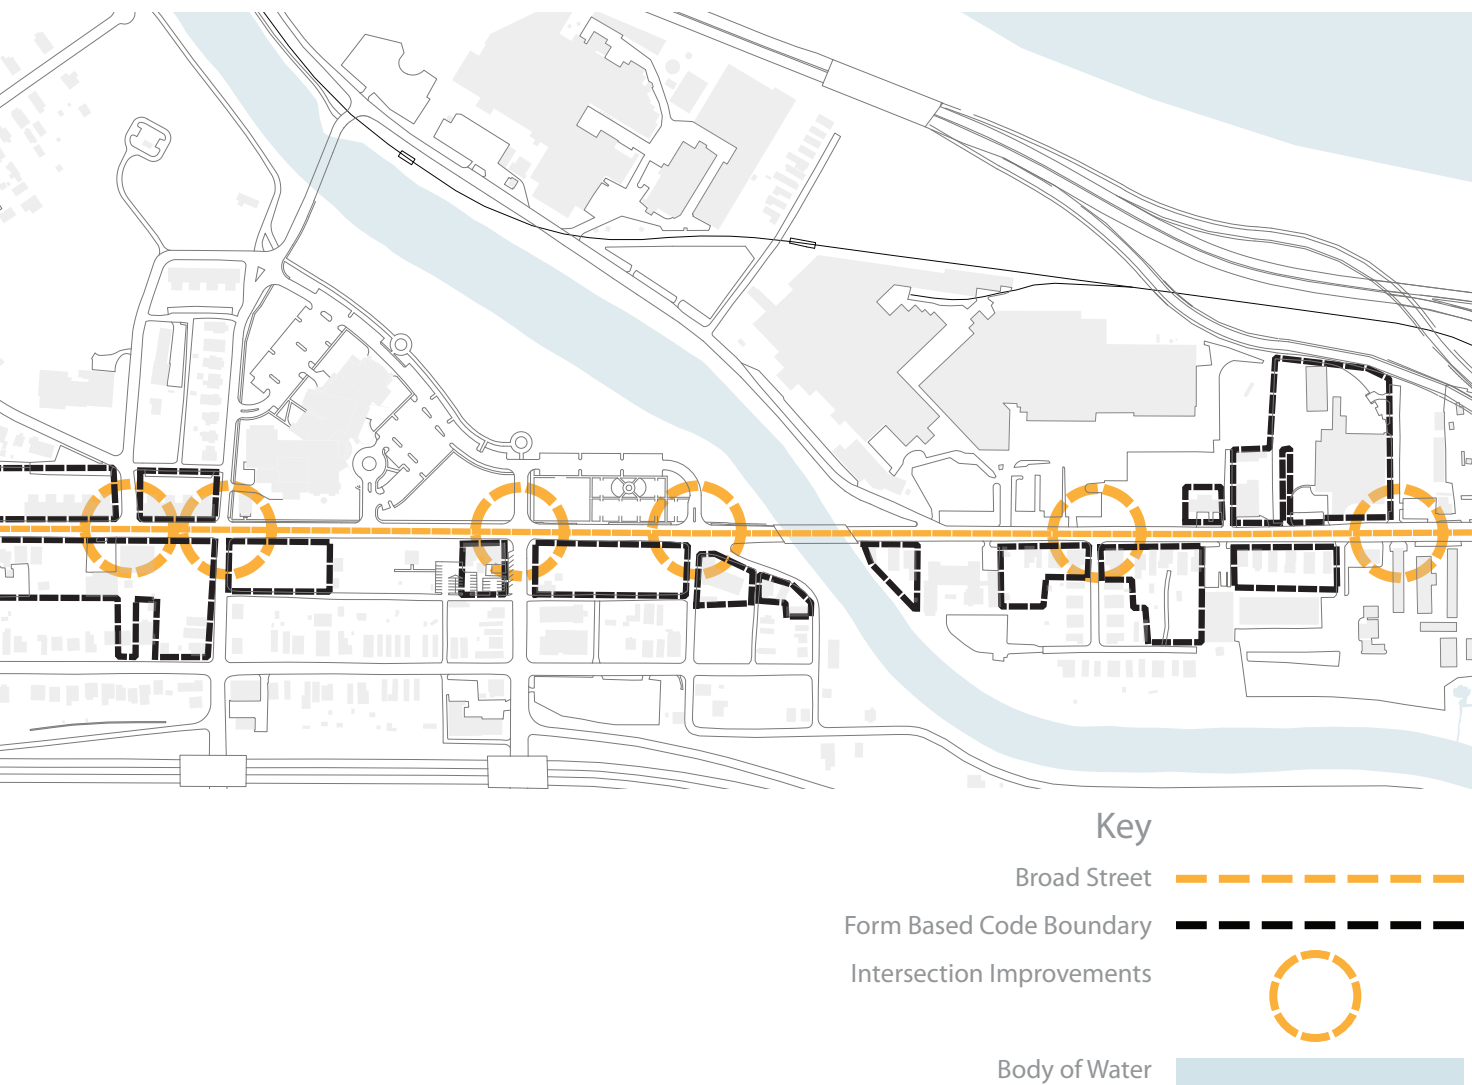 Key
Broad Street
Form Based Code Boundary
Intersection Improvements
Body of Water